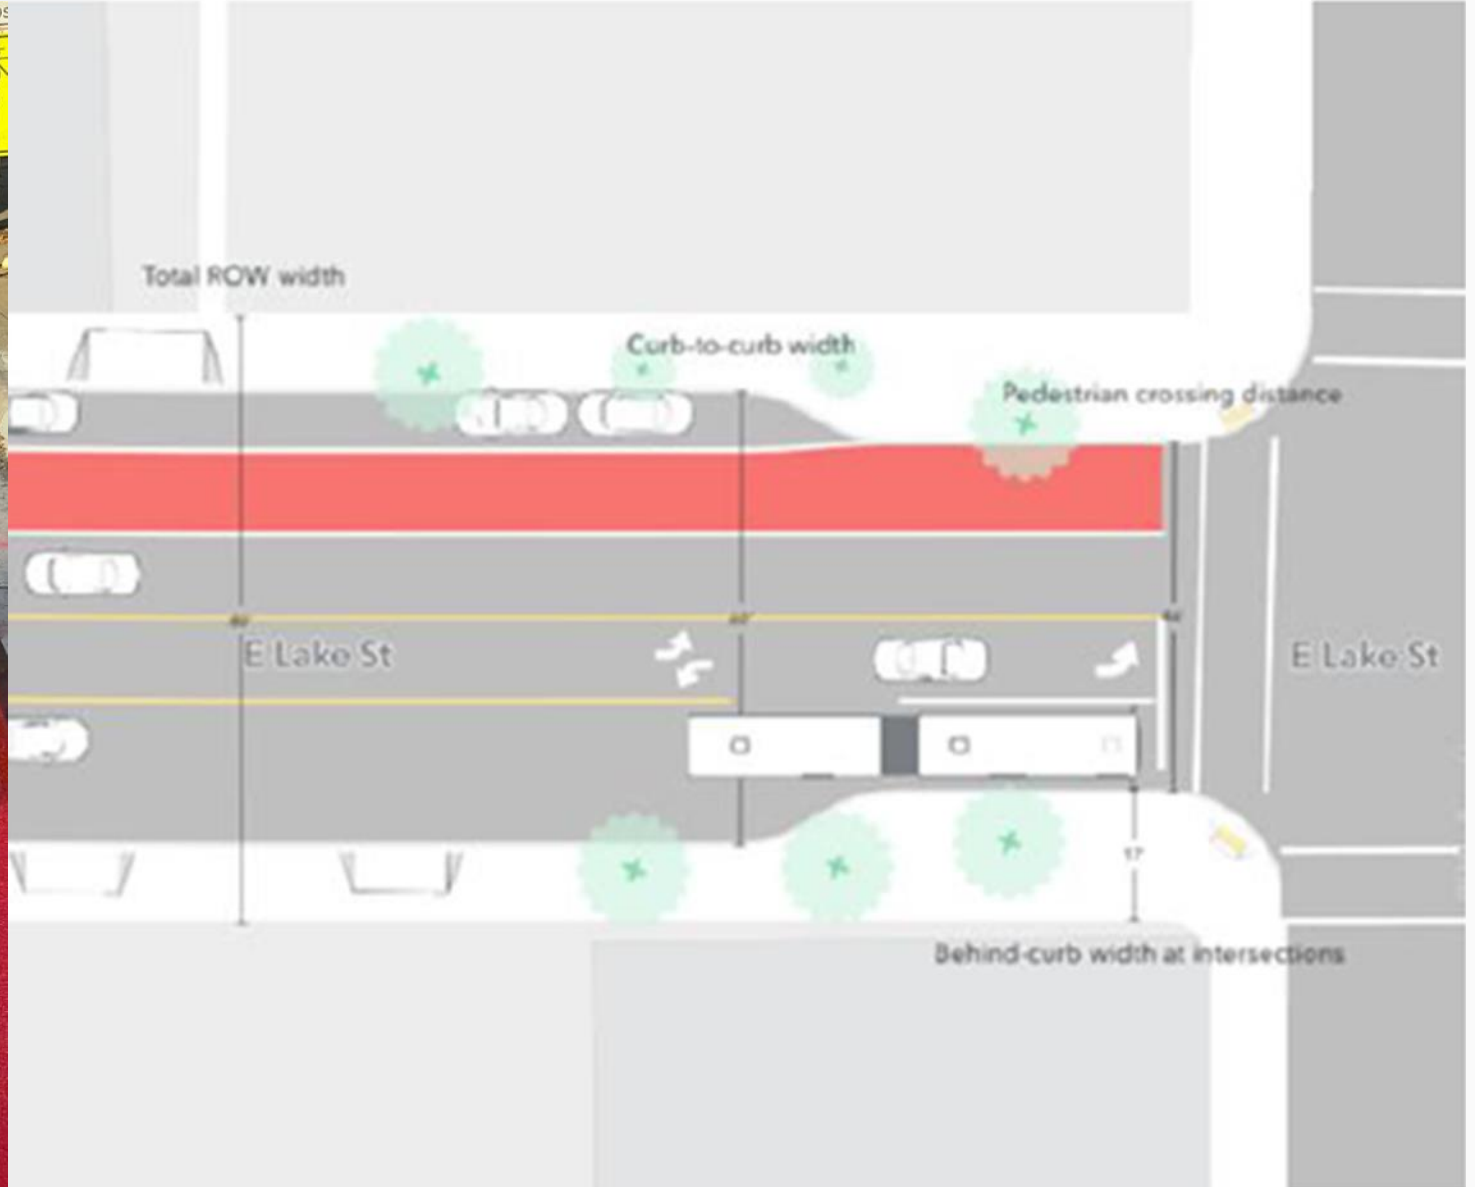 Total ROW width
Curb-to-curb width
Pedestrian crossing distance
E Lake St
E Lake St
17'
Behind-curb width at intersections